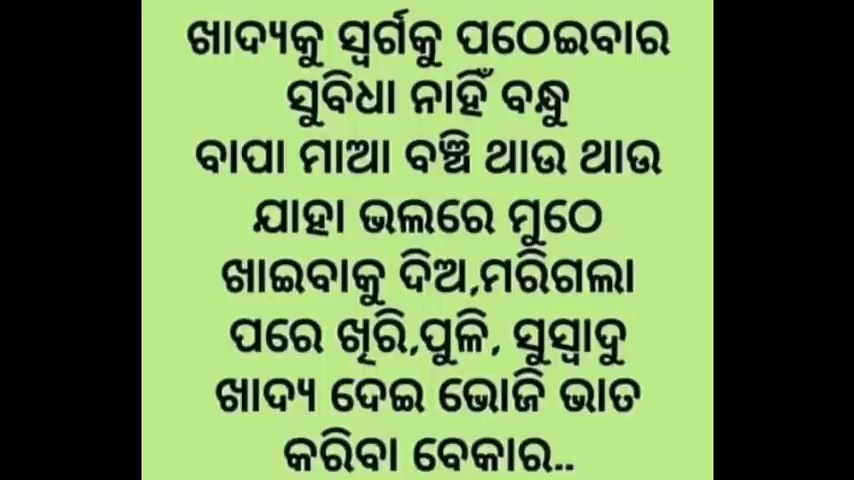 ଖାଦ୍ୟକୁ ସ୍ୱର୍ଗକୁ ପଠେଇବାର
ସୁବିଧା ନାହିଁ ବନ୍ଧୁ
ବାପା ମାଆ ବଞ୍ଚି ଥାଉ ଥାଉ
ଯାହା ଭଲରେ ମୁଠେ
ଖାଇବାକୁ ଦିଅ,ମରିଗଲା
ପରେ ଖିରି,ପୁଳି, ସୁସ୍ୱାଦୁ
ଖାଦ୍ୟ ଦେଇ ଭୋଜି ଭାତ
କରିବା ବେକାର..